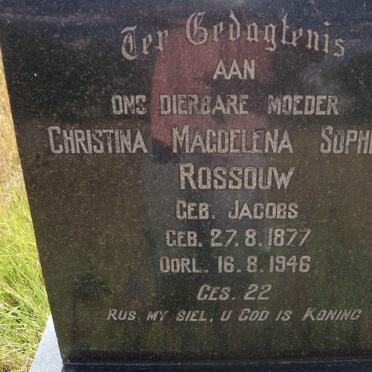 Ter Gedagtenis
AAN
ONS DIERBARE MOEDER
CHRISTINA MAGDELENA SOPHI
ROSSOUW
GEB. JACOBS
GEB. 27.8.1877
OORL. 16.8.1946
GES. 22
RUS MY SIEL, U GOD IS KONING